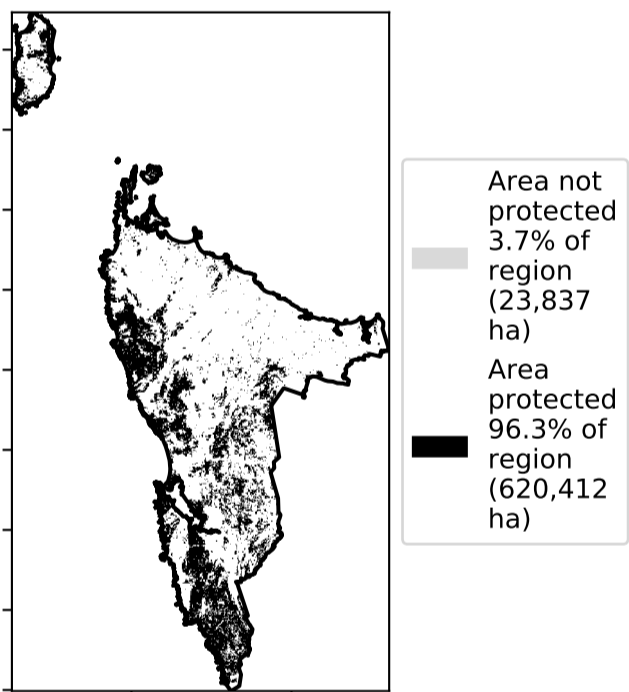 Area not
protected
3.7% of
region
(23,837
ha)
Area
protected
96.3% of
region
(620,412
ha)